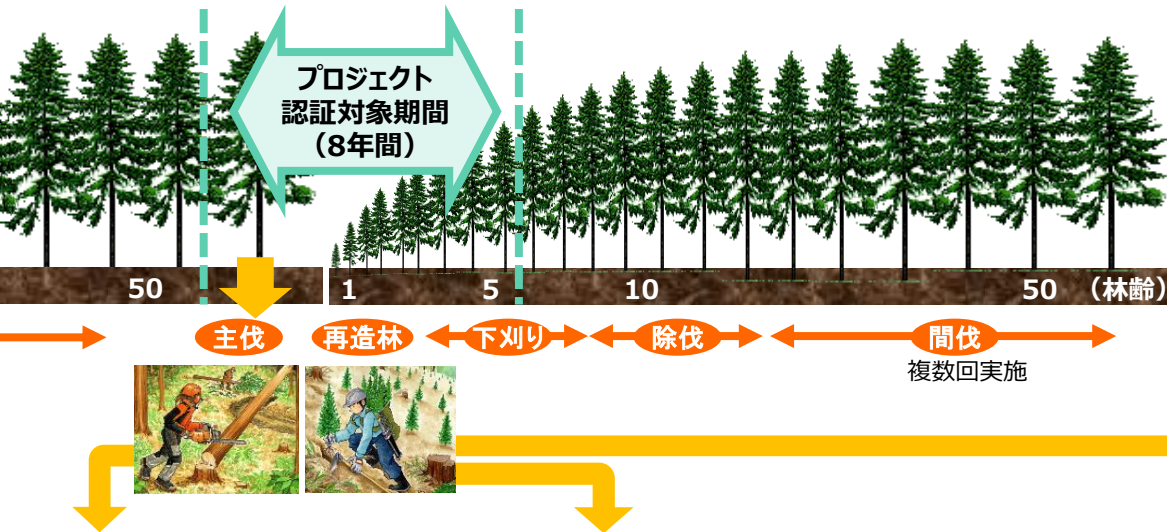 プロジェクト
認証対象期間
（8年間）
50
1
5
10
50
（林齢）
主伐
再造林
下刈り
除伐
間伐
複数回実施